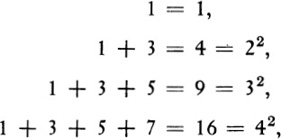 1 = 1,
1 + 3 = 4 = 2²,
1 + 3 + 5 = 9 = 3²,
1 + 3 + 5 + 7 = 16 = 4²,